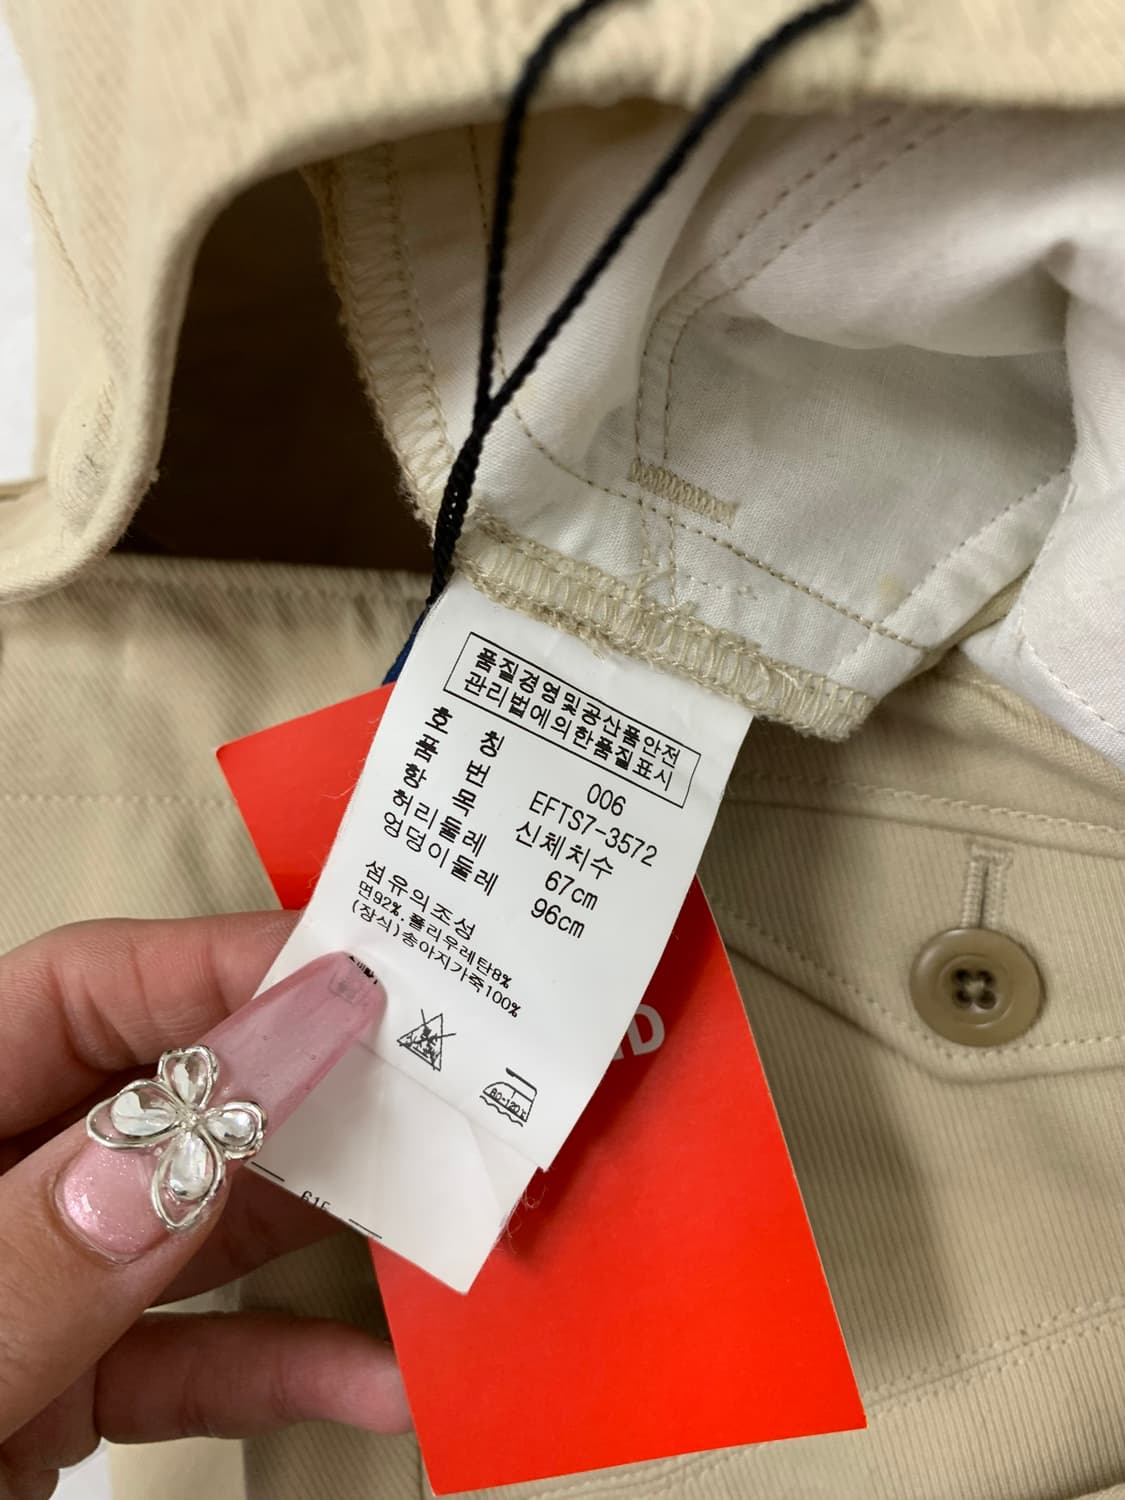 품질경영및공산품안전
관리법에의한품질표시
호 칭 006
품 번 EFTS7-3572
항 목 신체치수
허리둘레 67cm
엉덩이둘레 96cm
섬유의조성
면92%.폴리우레탄8%
(장식)송아지가죽100%
80-120℃
615
D